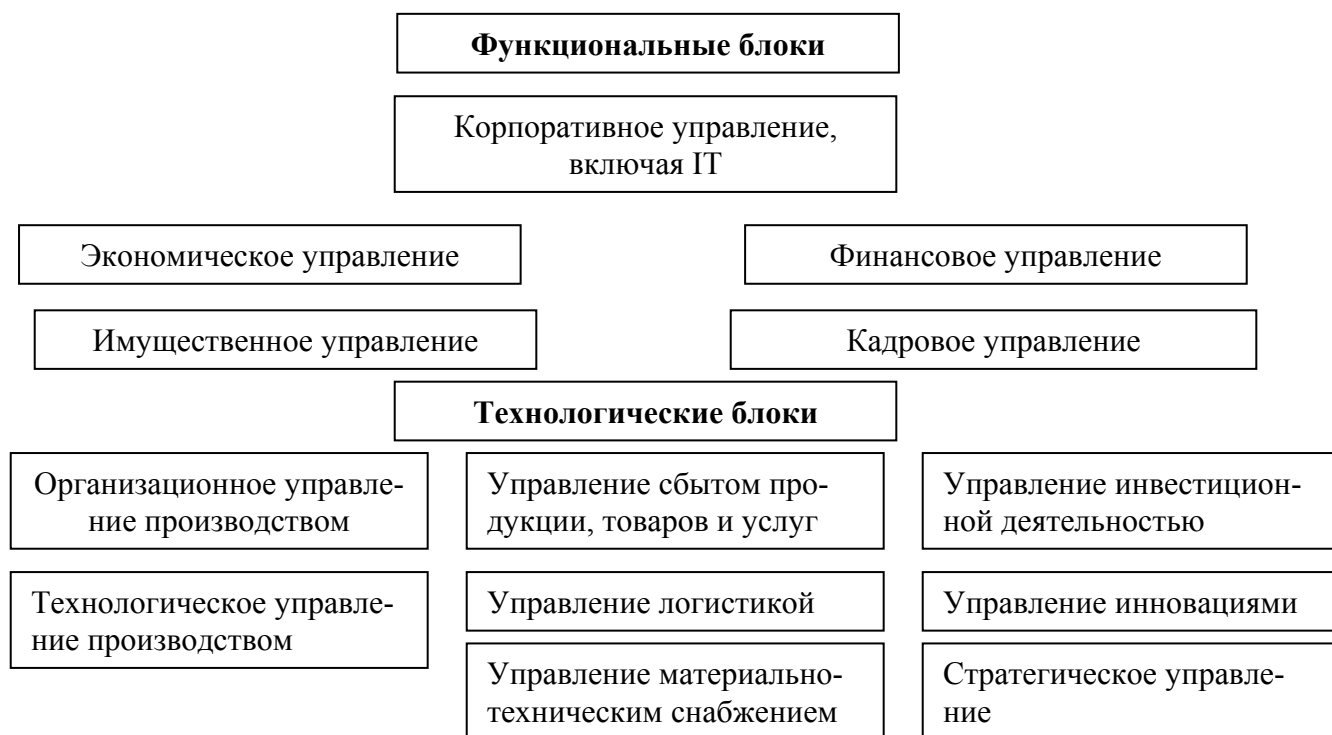 Функциональные блоки
Корпоративное управление,
включая IT
Экономическое управление
Финансовое управление
Имущественное управление
Кадровое управление
Технологические блоки
Организационное управле-
ние производством
Управление сбытом про-
дукции, товаров и услуг
Управление инвестицион-
ной деятельностью
Технологическое управле-
ние производством
Управление логистикой
Управление инновациями
Управление материально-
техническим снабжением
Стратегическое управле-
ние